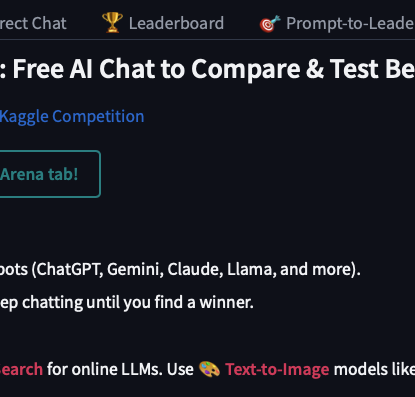 rect Chat 🏆 Leaderboard 🎯 Prompt-to-Leade
: Free AI Chat to Compare & Test Be
Kaggle Competition
Arena tab!
bots (ChatGPT, Gemini, Claude, Llama, and more).
ep chatting until you find a winner.
Search for online LLMs. Use 🎨 Text-to-Image models like